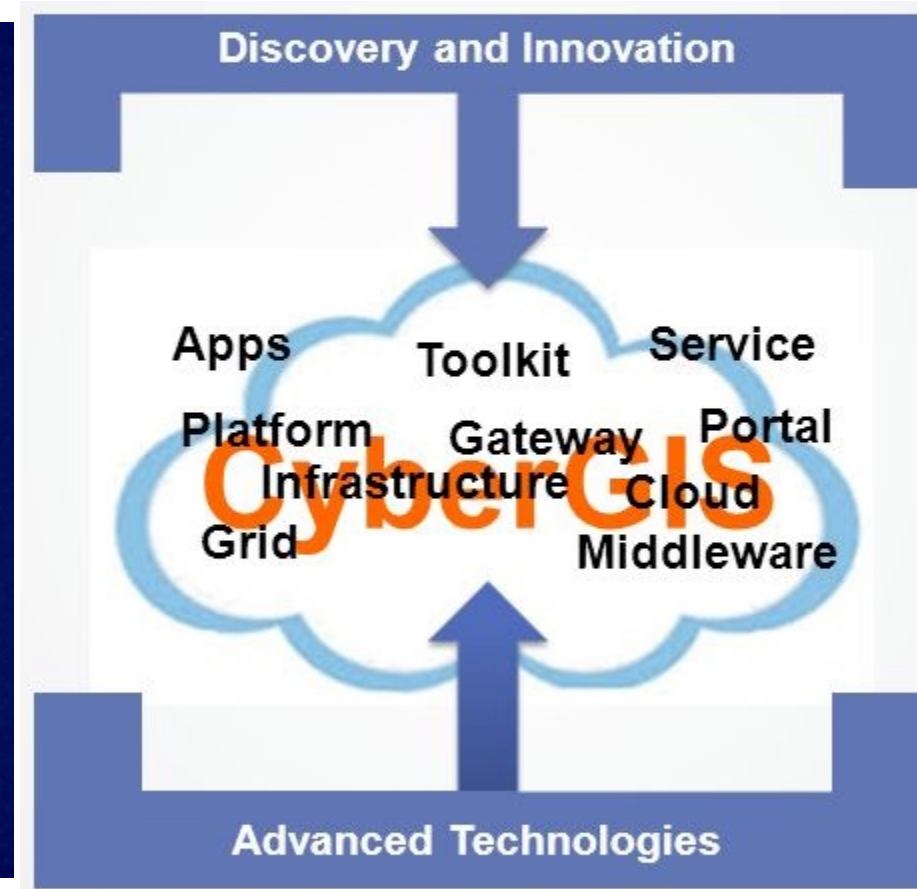 Discovery and Innovation
Apps Toolkit Service
Platform Gateway Portal
CyberGIS
Infrastructure Cloud
Grid Middleware
Advanced Technologies